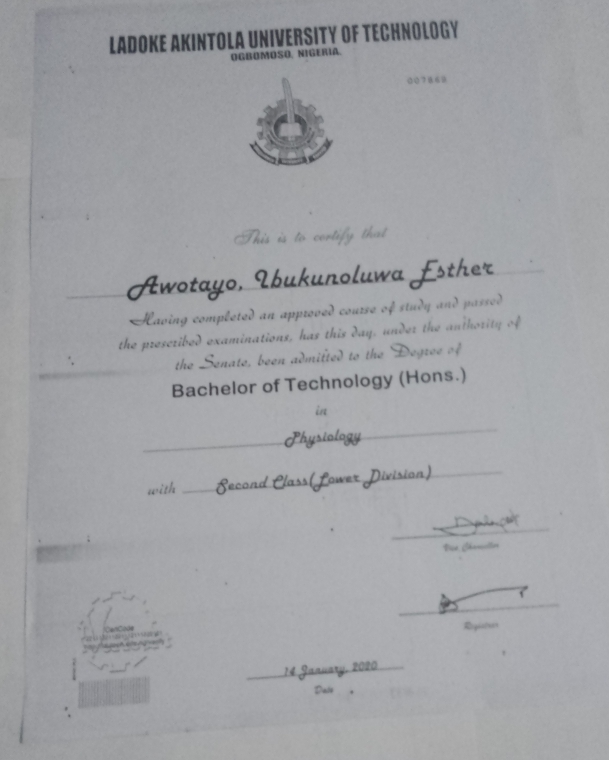 LADOKE AKINTOLA UNIVERSITY OF TECHNOLOGY
OGBOMOSO, NIGERIA.
007849
This is to certify that
Awotayo, Ibukunoluwa Esther
Having completed an approved course of study and passed
the prescribed examinations, has this day, under the authority of
the Senate, been admitted to the Degree of
Bachelor of Technology (Hons.)
in
Physiology
with Second Class(Lower Division)
Vice Chancellor
Registrar
CertCode
14 January, 2020
Date